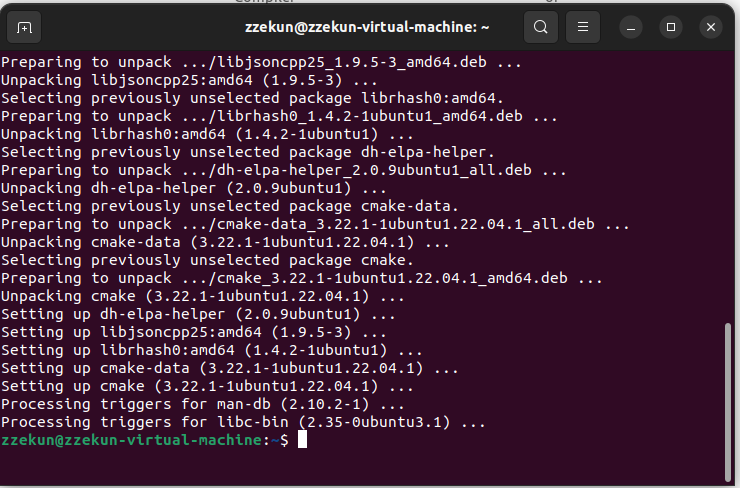 zzekun@zzekun-virtual-machine: ~
Preparing to unpack .../libjsoncpp25_1.9.5-3_amd64.deb ...
Unpacking libjsoncpp25:amd64 (1.9.5-3) ...
Selecting previously unselected package librhash0:amd64.
Preparing to unpack .../librhash0_1.4.2-1ubuntu1_amd64.deb ...
Unpacking librhash0:amd64 (1.4.2-1ubuntu1) ...
Selecting previously unselected package dh-elpa-helper.
Preparing to unpack .../dh-elpa-helper_2.0.9ubuntu1_all.deb ...
Unpacking dh-elpa-helper (2.0.9ubuntu1) ...
Selecting previously unselected package cmake-data.
Preparing to unpack .../cmake-data_3.22.1-1ubuntu1.22.04.1_all.deb ...
Unpacking cmake-data (3.22.1-1ubuntu1.22.04.1) ...
Selecting previously unselected package cmake.
Preparing to unpack .../cmake_3.22.1-1ubuntu1.22.04.1_amd64.deb ...
Unpacking cmake (3.22.1-1ubuntu1.22.04.1) ...
Setting up dh-elpa-helper (2.0.9ubuntu1) ...
Setting up libjsoncpp25:amd64 (1.9.5-3) ...
Setting up librhash0:amd64 (1.4.2-1ubuntu1) ...
Setting up cmake-data (3.22.1-1ubuntu1.22.04.1) ...
Setting up cmake (3.22.1-1ubuntu1.22.04.1) ...
Processing triggers for man-db (2.10.2-1) ...
Processing triggers for libc-bin (2.35-0ubuntu3.1) ...
zzekun@zzekun-virtual-machine:~$